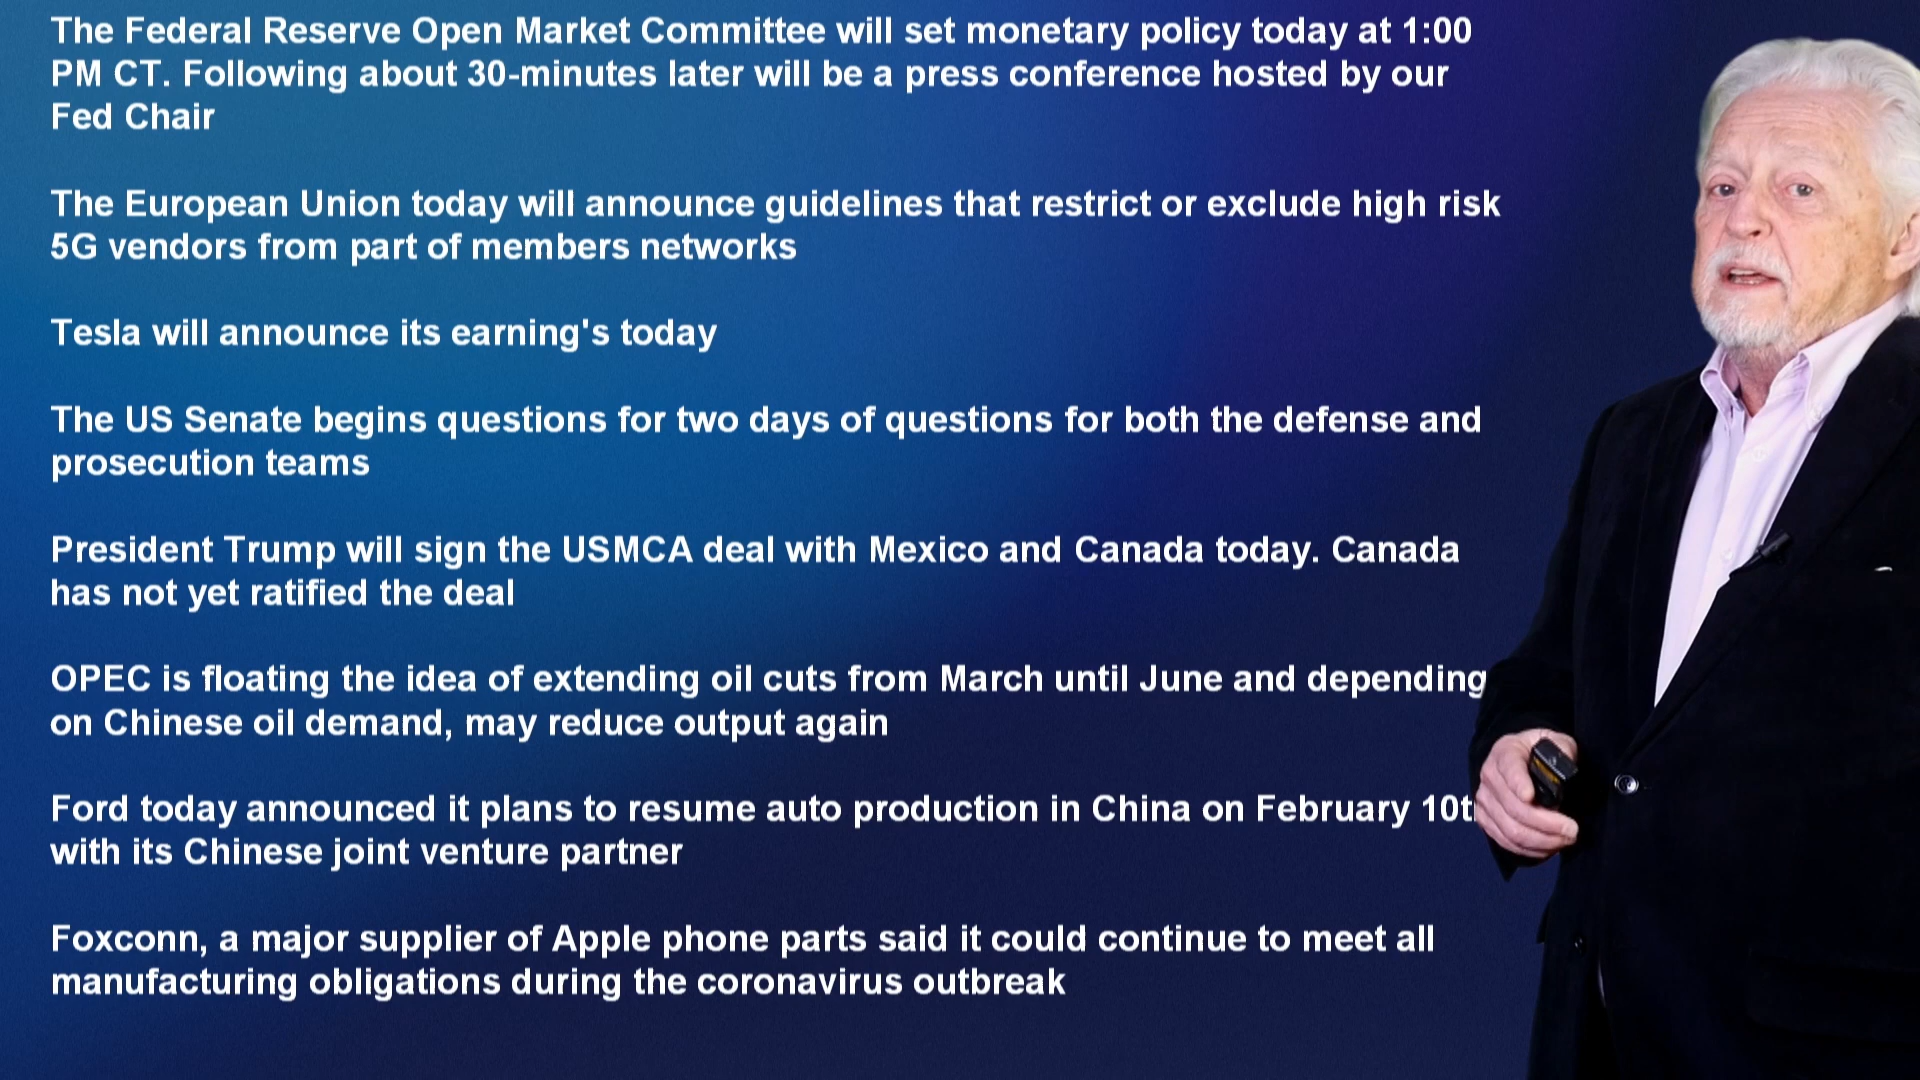 The Federal Reserve Open Market Committee will set monetary policy today at 1:00
PM CT. Following about 30-minutes later will be a press conference hosted by our
Fed Chair
The European Union today will announce guidelines that restrict or exclude high risk
5G vendors from part of members networks
Tesla will announce its earning's today
The US Senate begins questions for two days of questions for both the defense and
prosecution teams
President Trump will sign the USMCA deal with Mexico and Canada today. Canada
has not yet ratified the deal
OPEC is floating the idea of extending oil cuts from March until June and depending
on Chinese oil demand, may reduce output again
Ford today announced it plans to resume auto production in China on February 10t
with its Chinese joint venture partner
Foxconn, a major supplier of Apple phone parts said it could continue to meet all
manufacturing obligations during the coronavirus outbreak